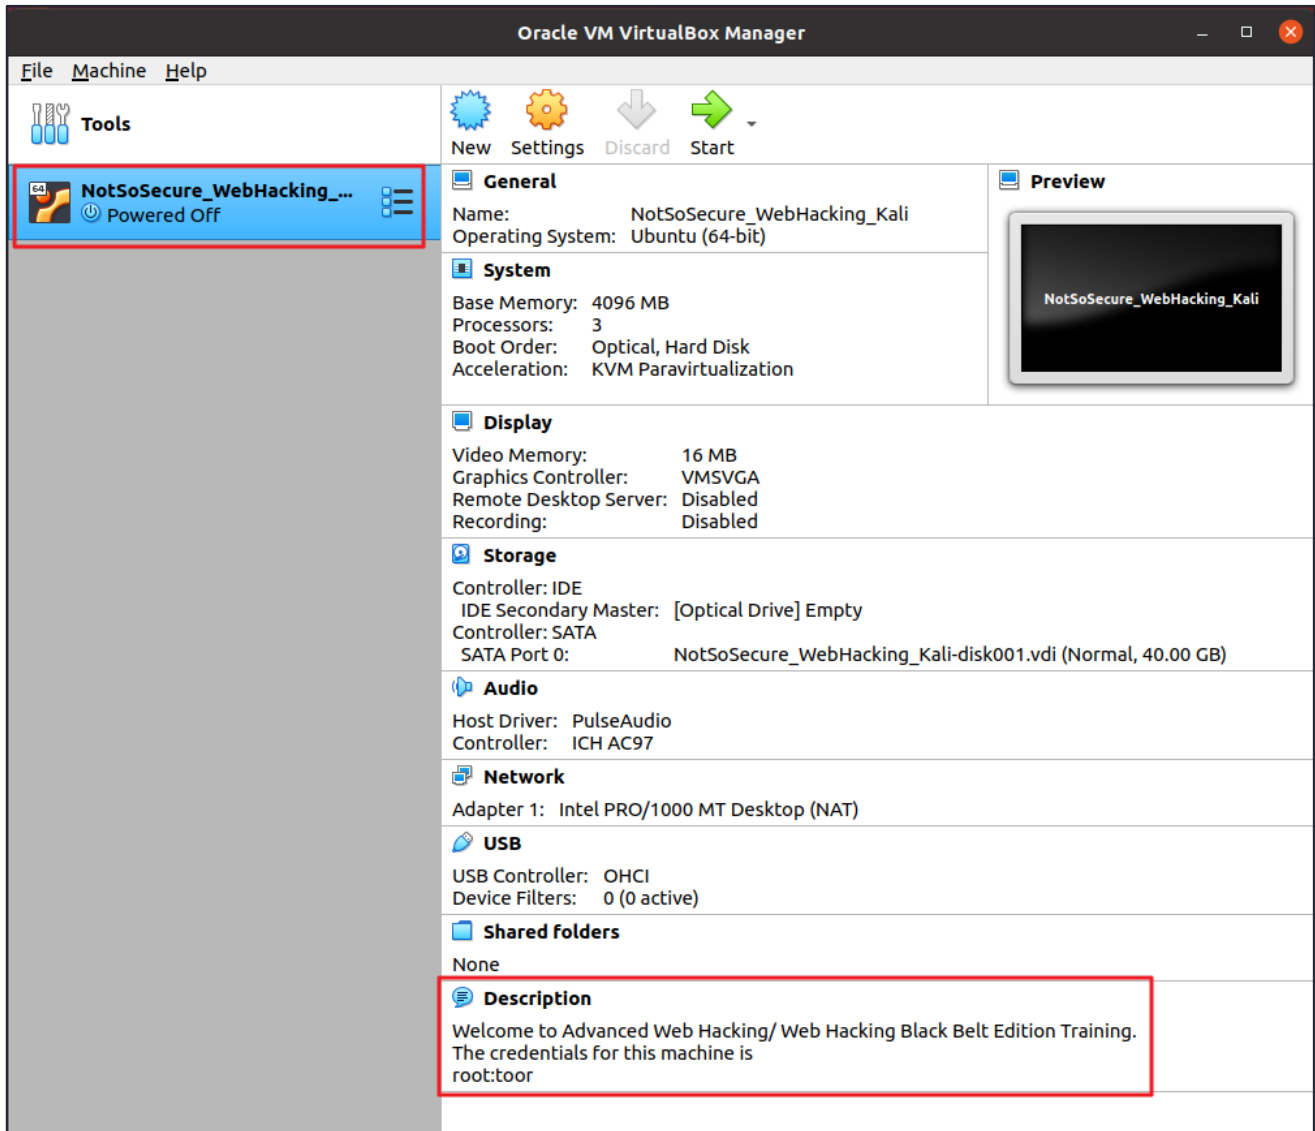 Oracle VM VirtualBox Manager
File Machine Help
Tools
New Settings Discard Start
64
NotSoSecure_WebHacking_...
Powered Off
General
Name: NotSoSecure_WebHacking_Kali
Operating System: Ubuntu (64-bit)
Preview
NotSoSecure_WebHacking_Kali
System
Base Memory: 4096 MB
Processors: 3
Boot Order: Optical, Hard Disk
Acceleration: KVM Paravirtualization
Display
Video Memory: 16 MB
Graphics Controller: VMSVGA
Remote Desktop Server: Disabled
Recording: Disabled
Storage
Controller: IDE
IDE Secondary Master: [Optical Drive] Empty
Controller: SATA
SATA Port 0: NotSoSecure_WebHacking_Kali-disk001.vdi (Normal, 40.00 GB)
Audio
Host Driver: PulseAudio
Controller: ICH AC97
Network
Adapter 1: Intel PRO/1000 MT Desktop (NAT)
USB
USB Controller: OHCI
Device Filters: 0 (0 active)
Shared folders
None
Description
Welcome to Advanced Web Hacking/ Web Hacking Black Belt Edition Training.
The credentials for this machine is
root:toor